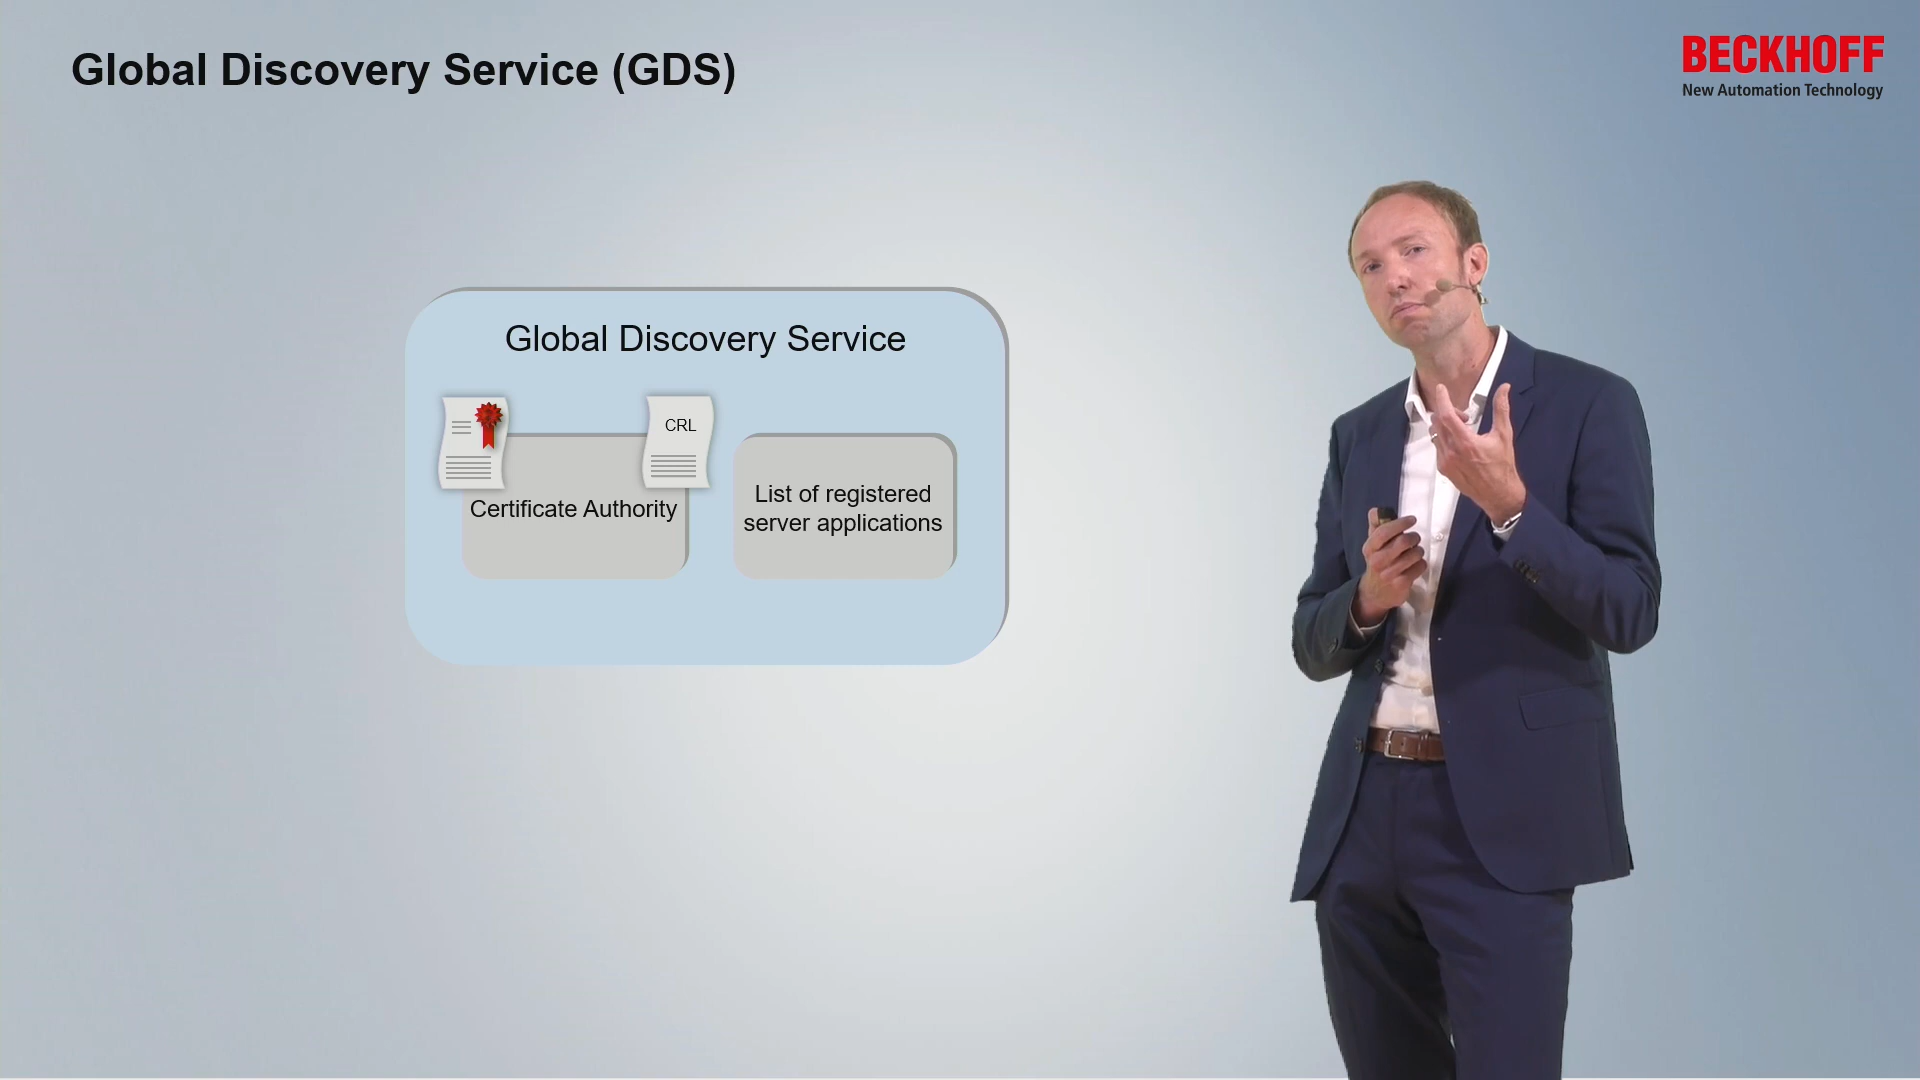 Global Discovery Service (GDS)
BECKHOFF
New Automation Technology
Global Discovery Service
CRL
Certificate Authority
List of registered
server applications